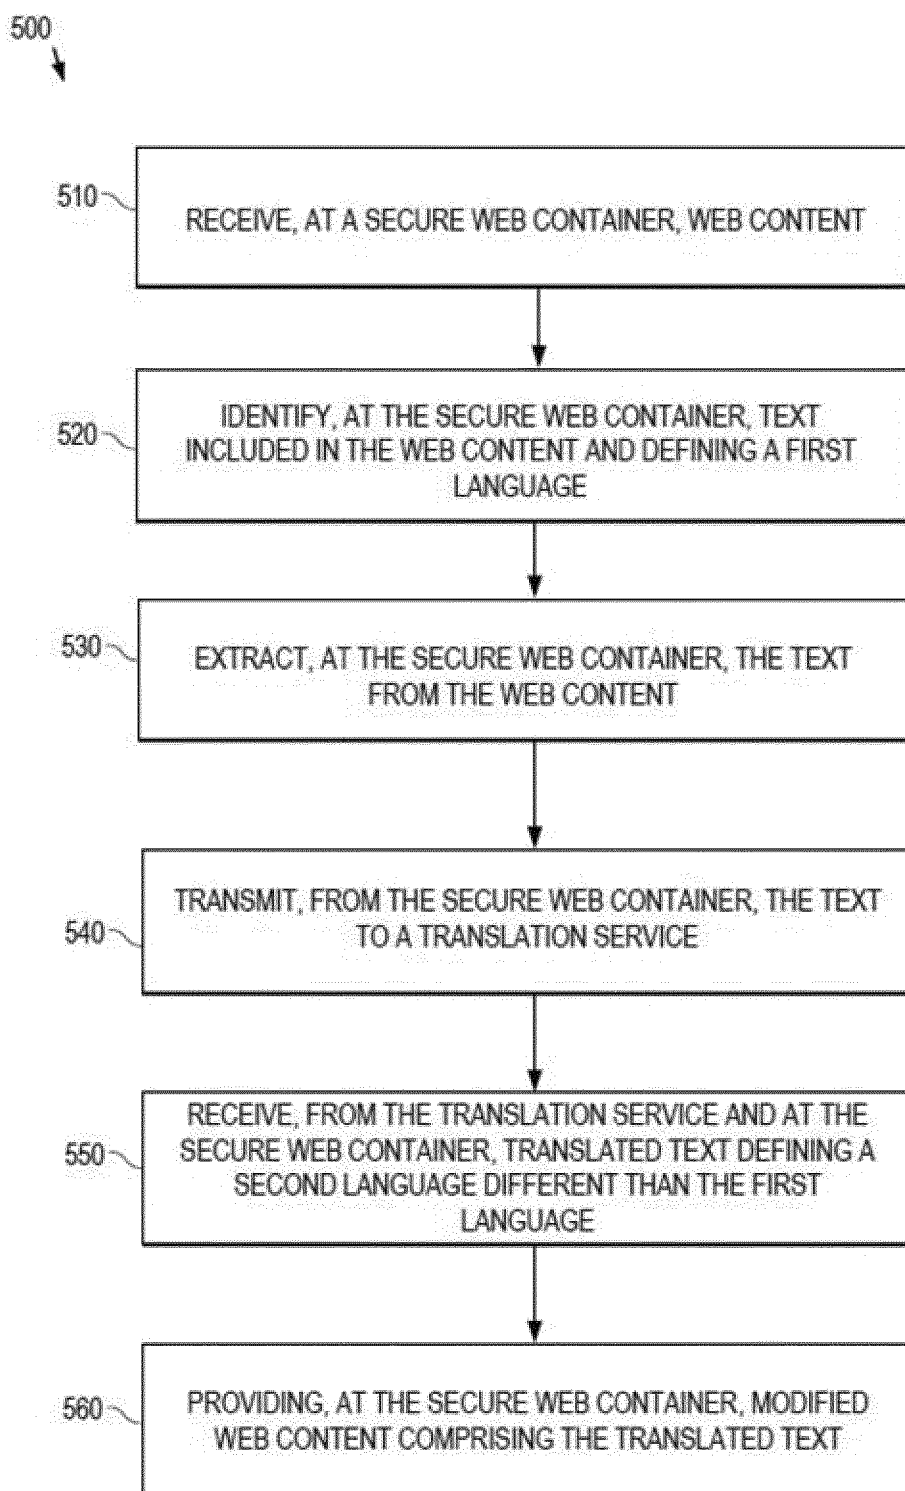 500
510
RECEIVE, AT A SECURE WEB CONTAINER, WEB CONTENT
520
IDENTIFY, AT THE SECURE WEB CONTAINER, TEXT
INCLUDED IN THE WEB CONTENT AND DEFINING A FIRST
LANGUAGE
530
EXTRACT, AT THE SECURE WEB CONTAINER, THE TEXT
FROM THE WEB CONTENT
540
TRANSMIT, FROM THE SECURE WEB CONTAINER, THE TEXT
TO A TRANSLATION SERVICE
550
RECEIVE, FROM THE TRANSLATION SERVICE AND AT THE
SECURE WEB CONTAINER, TRANSLATED TEXT DEFINING A
SECOND LANGUAGE DIFFERENT THAN THE FIRST
LANGUAGE
560
PROVIDING, AT THE SECURE WEB CONTAINER, MODIFIED
WEB CONTENT COMPRISING THE TRANSLATED TEXT